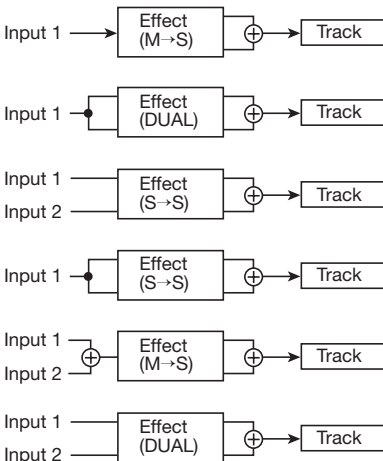 Input 1
Effect
(M→S)
Track
Input 1
Effect
(DUAL)
Track
Input 1
Input 2
Effect
(S→S)
Track
Input 1
Effect
(S→S)
Track
Input 1
Input 2
Effect
(M→S)
Track
Input 1
Input 2
Effect
(DUAL)
Track